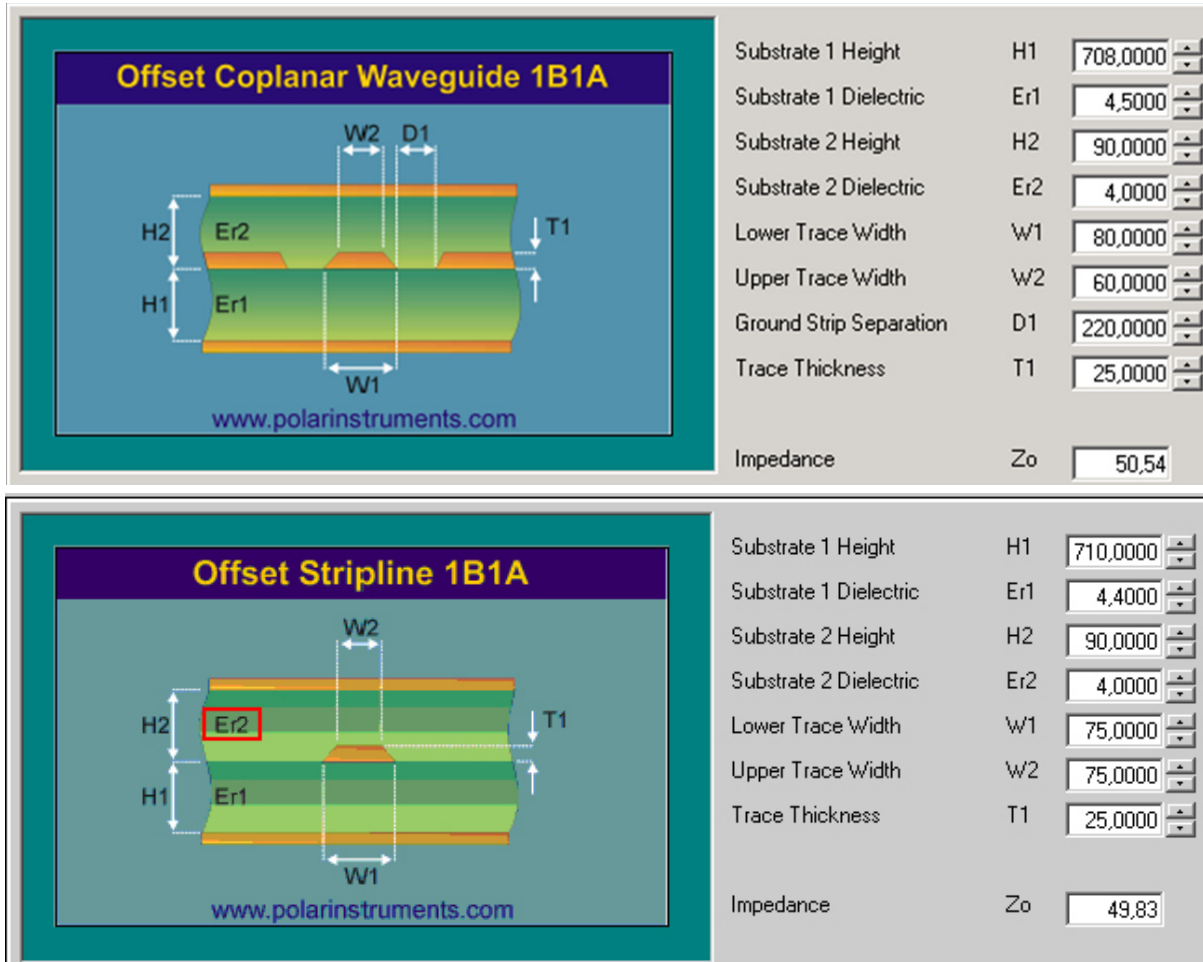 Offset Coplanar Waveguide 1B1A
W2 D1
H2 Er2 T1
H1 Er1
W1
www.polarinstruments.com
Substrate 1 Height H1 708,0000
Substrate 1 Dielectric Er1 4,5000
Substrate 2 Height H2 90,0000
Substrate 2 Dielectric Er2 4,0000
Lower Trace Width W1 80,0000
Upper Trace Width W2 60,0000
Ground Strip Separation D1 220,0000
Trace Thickness T1 25,0000
Impedance Zo 50,54
Offset Stripline 1B1A
W2
H2 Er2 T1
H1 Er1
W1
www.polarinstruments.com
Substrate 1 Height H1 710,0000
Substrate 1 Dielectric Er1 4,4000
Substrate 2 Height H2 90,0000
Substrate 2 Dielectric Er2 4,0000
Lower Trace Width W1 75,0000
Upper Trace Width W2 75,0000
Trace Thickness T1 25,0000
Impedance Zo 49,83